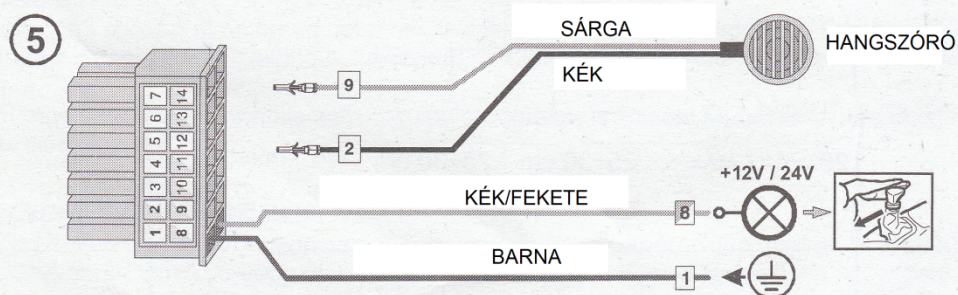 5
SÁRGA
HANGSZÓRÓ
9
KÉK
2
7 14
6 13
5 12
4 11
3 10
2 9
1 8
+12V / 24V
KÉK/FEKETE
8
BARNA
1